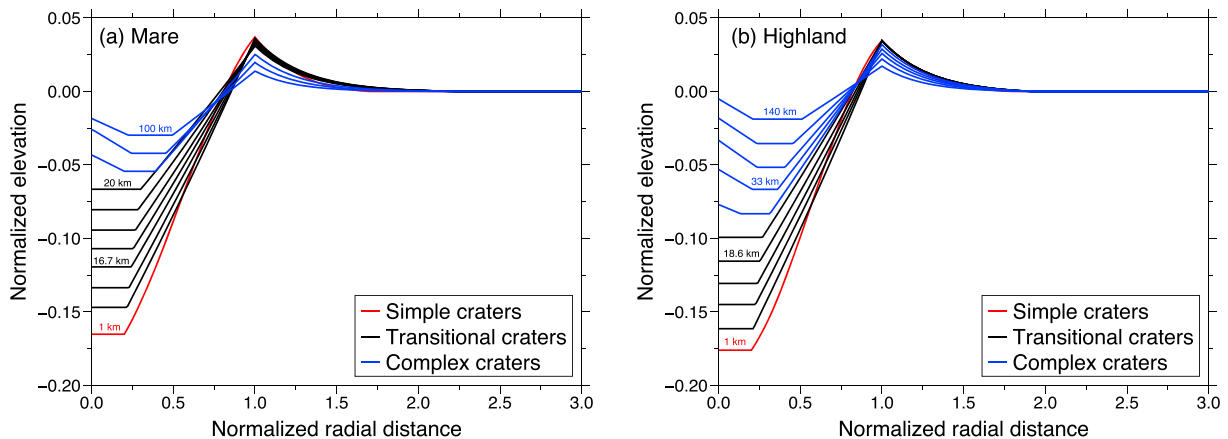 (a) Mare
0.05
0.00
−0.05
−0.10
−0.15
−0.20
Normalized elevation
100 km
20 km
16.7 km
1 km
Simple craters
Transitional craters
Complex craters
0.0 0.5 1.0 1.5 2.0 2.5 3.0
Normalized radial distance
(b) Highland
0.05
0.00
−0.05
−0.10
−0.15
−0.20
Normalized elevation
140 km
33 km
18.6 km
1 km
Simple craters
Transitional craters
Complex craters
0.0 0.5 1.0 1.5 2.0 2.5 3.0
Normalized radial distance